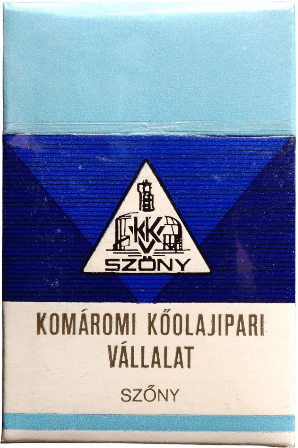 KKV
SZŐNY
KOMÁROMI KŐOLAJIPARI
VÁLLALAT
SZŐNY